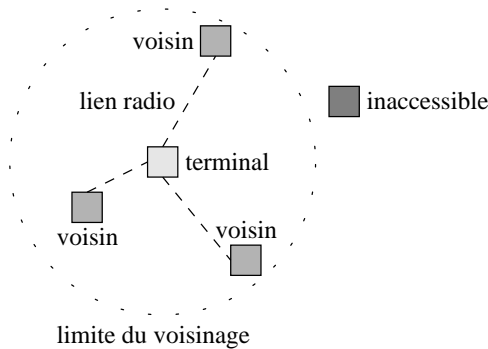 voisin
lien radio
inaccessible
terminal
voisin
voisin
limite du voisinage